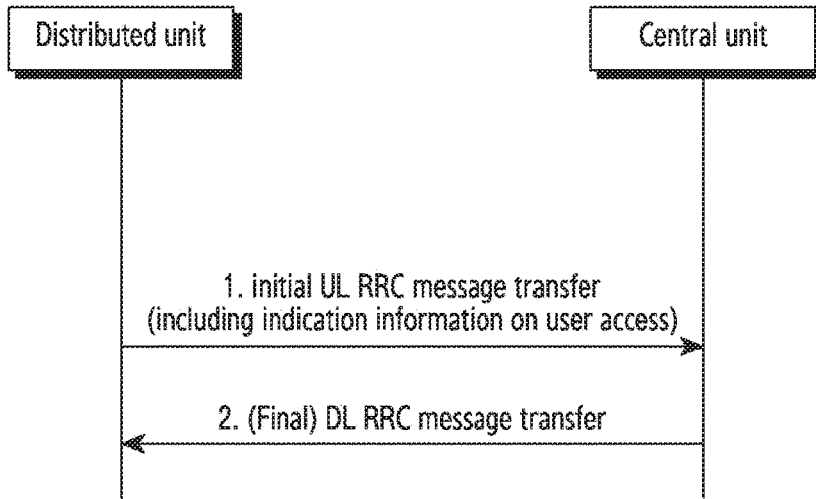 Distributed unit
Central unit
1. initial UL RRC message transfer
(including indication information on user access)
2. (Final) DL RRC message transfer